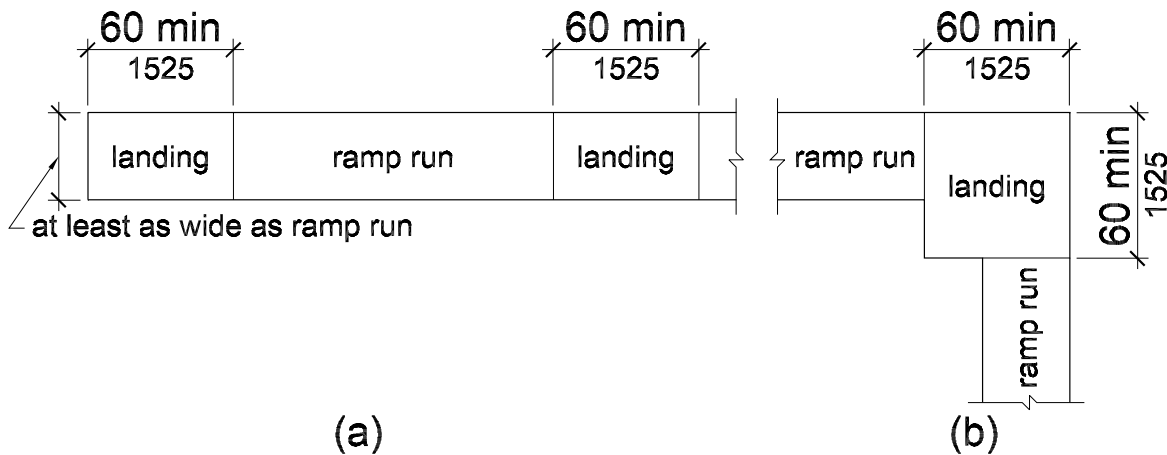 60 min
1525
60 min
1525
60 min
1525
landing
ramp run
landing
ramp run
landing
60 min
1525
at least as wide as ramp run
ramp run
(a)
(b)